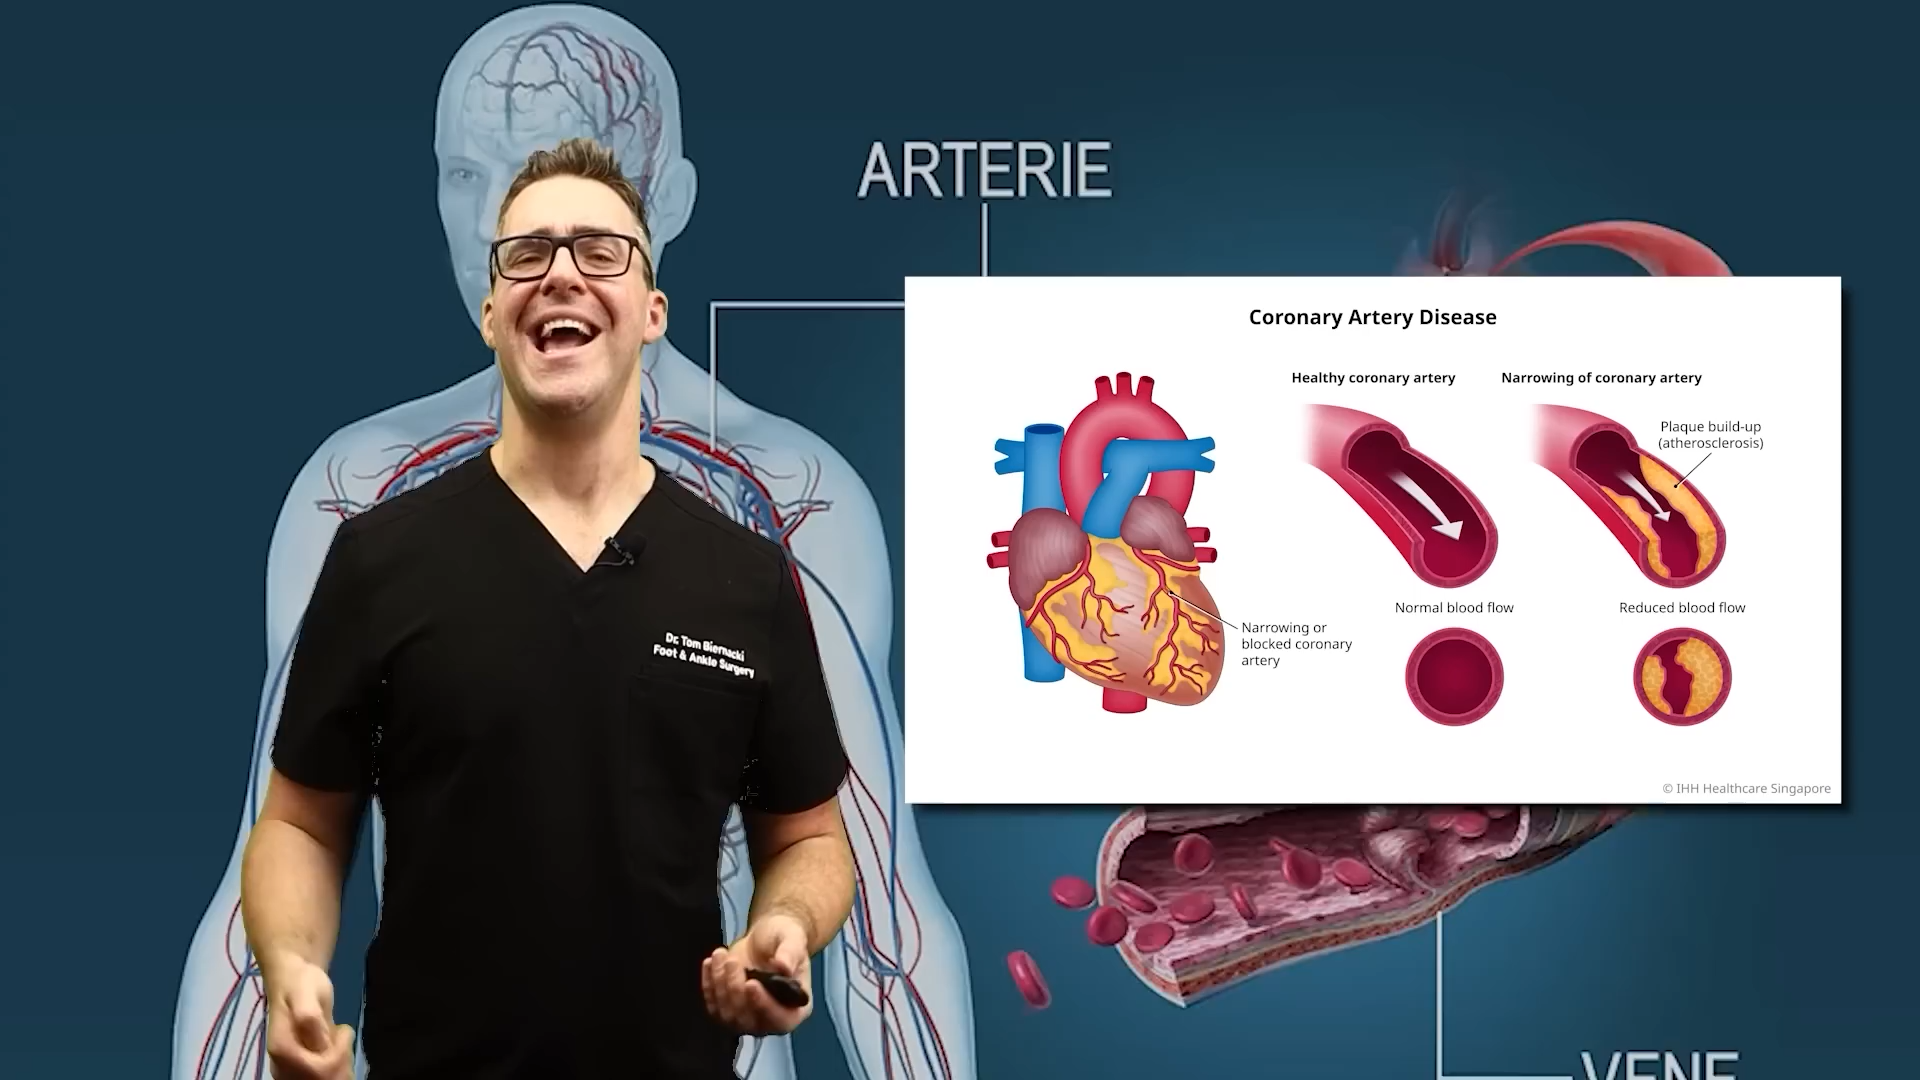 ARTERIE
Coronary Artery Disease
Healthy coronary artery
Narrowing of coronary artery
Plaque build-up
(atherosclerosis)
Normal blood flow
Reduced blood flow
Narrowing or
blocked coronary
artery
© IHH Healthcare Singapore
Dr. Tom Biernacki
Foot & Ankle Surgery
VENE